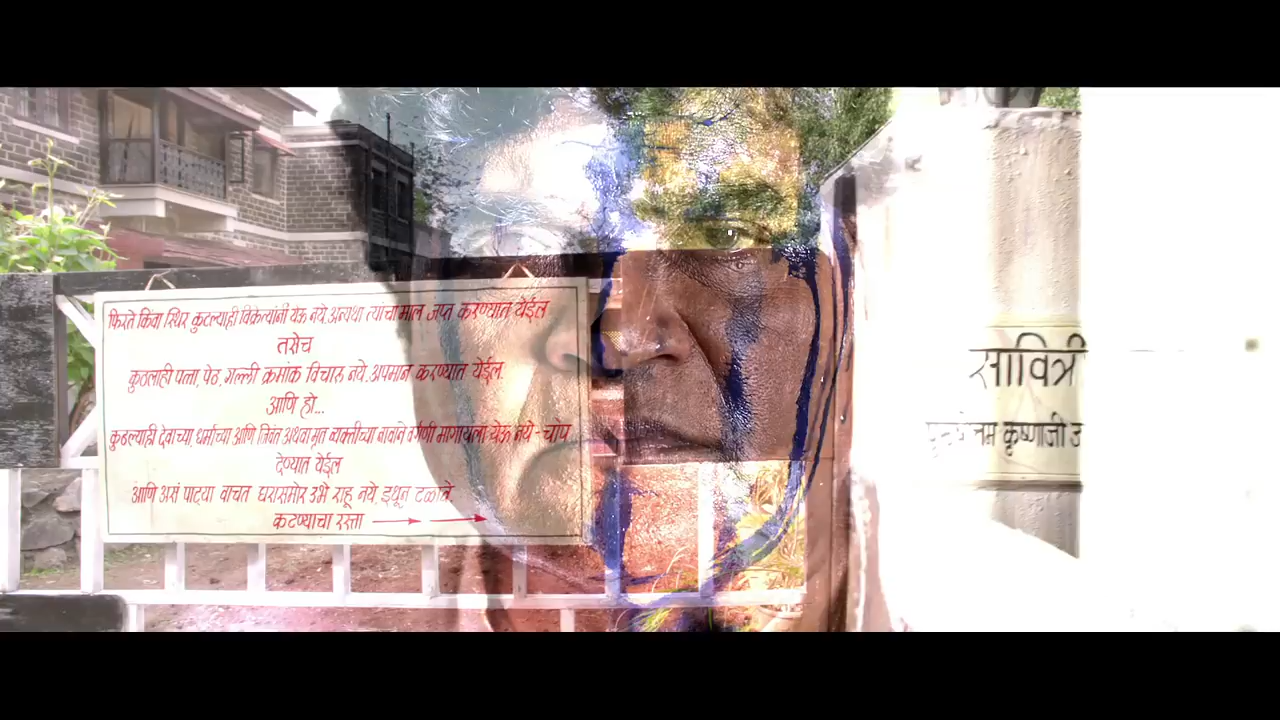 फिरते किंवा स्थिर कुठल्याही विक्रेत्यांनी येऊ नये. अन्यथा त्यांचा माल जप्त करण्यात येईल
तसेच
कुठलाही पत्ता, पेठ, गल्ली क्रमांक विचारु नये. अपमान करण्यांत येईल.
आणि हो...
कुठल्याही देवाच्या, धर्माच्या आणि जिवंत अथवा मृत व्यक्तीच्या नावाने वर्गणी मागायला येऊ नये - चोप
देण्यात येईल
आणि असं पाट्या वाचत घरासमोर उभे राहू नये. इथून टळावे.
कटण्याचा रस्ता
सावित्री
कृष्णाजी